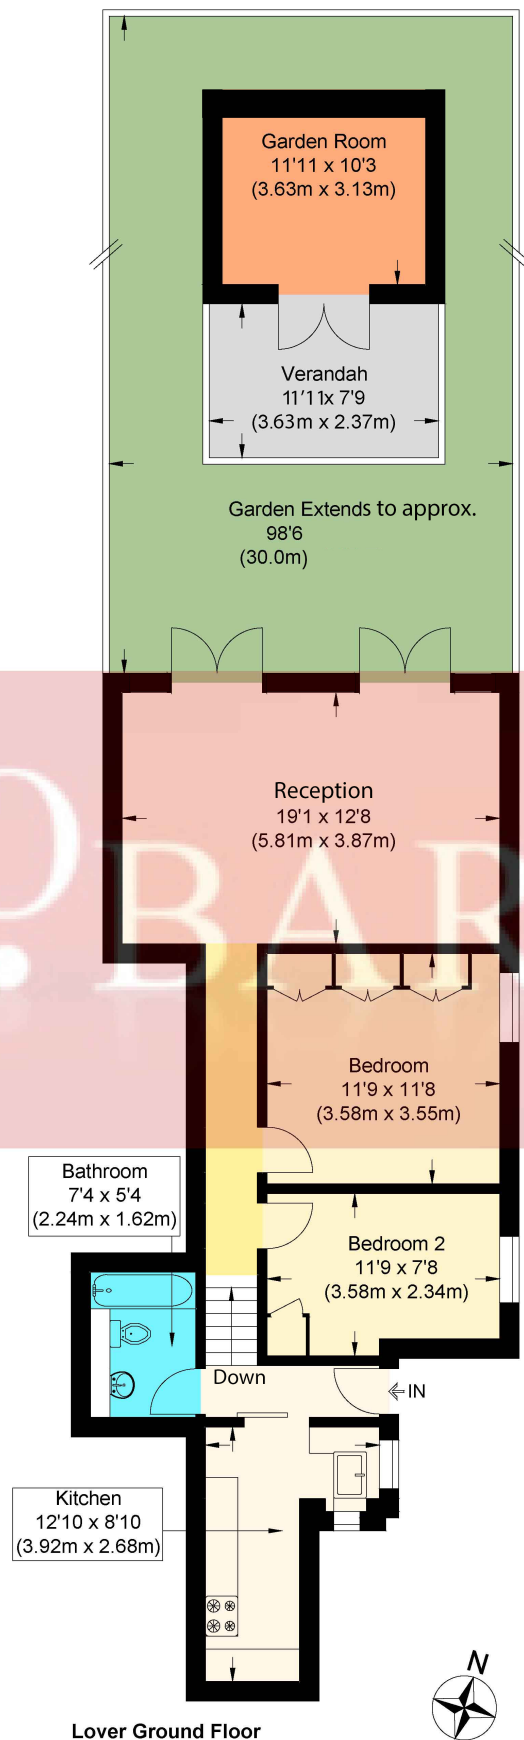 Garden Room
11'11 x 10'3
(3.63m x 3.13m)
Verandah
11'11x 7'9
(3.63m x 2.37m)
Garden Extends to approx.
98'6
(30.0m)
Reception
19'1 x 12'8
(5.81m x 3.87m)
BAR
Bedroom
11'9 x 11'8
(3.58m x 3.55m)
Bathroom
7'4 x 5'4
(2.24m x 1.62m)
Bedroom 2
11'9 x 7'8
(3.58m x 2.34m)
Down
IN
Kitchen
12'10 x 8'10
(3.92m x 2.68m)
N
Lover Ground Floor